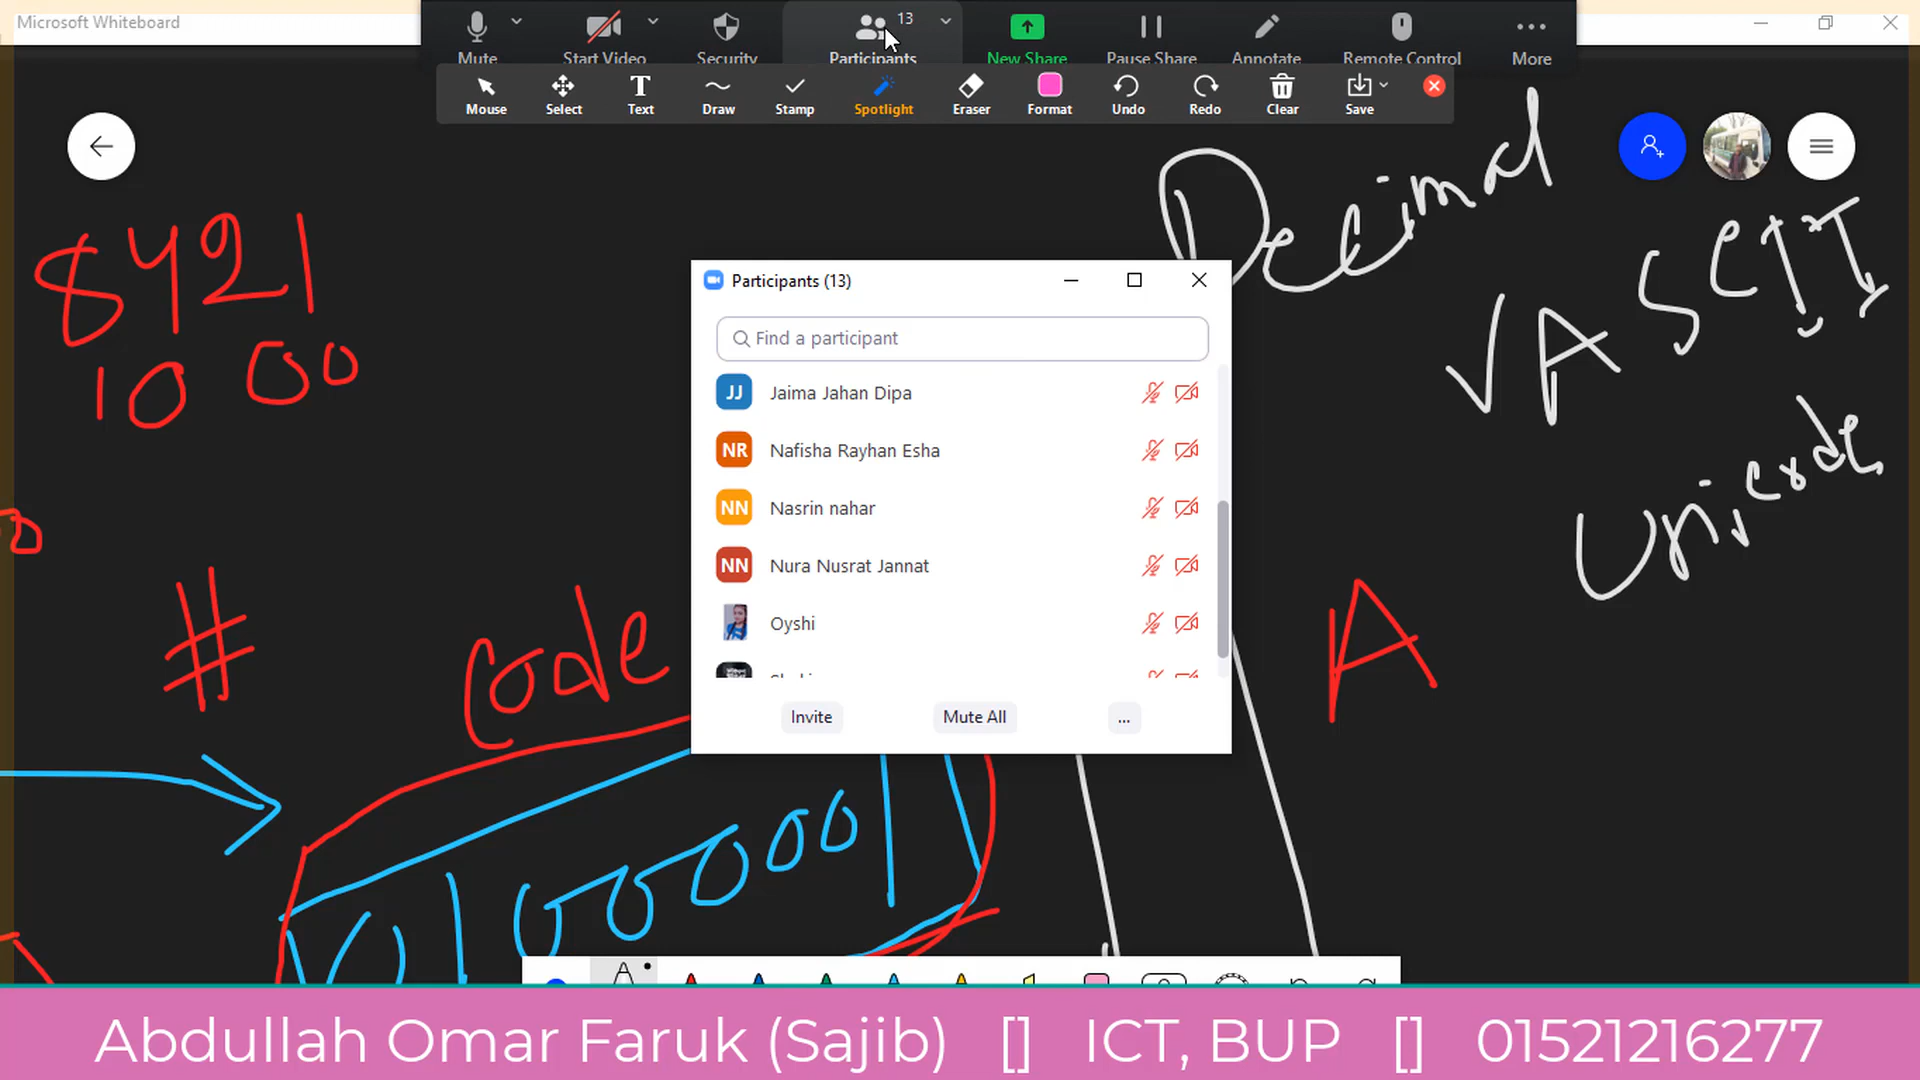 Microsoft Whiteboard
Mute
Start Video
Security
13
Participants
New Share
Pause Share
Annotate
Remote Control
More
Mouse
Select
Text
Draw
Stamp
Spotlight
Eraser
Format
Undo
Redo
Clear
Save
Decimal
8421
1000
√ASCII
Unicode
Participants (13)
Find a participant
JJ Jaima Jahan Dipa
NR Nafisha Rayhan Esha
NN Nasrin nahar
NN Nura Nusrat Jannat
Oyshi
Invite
Mute All
...
#
Code
A
Abdullah Omar Faruk (Sajib) [] ICT, BUP [] 01521216277